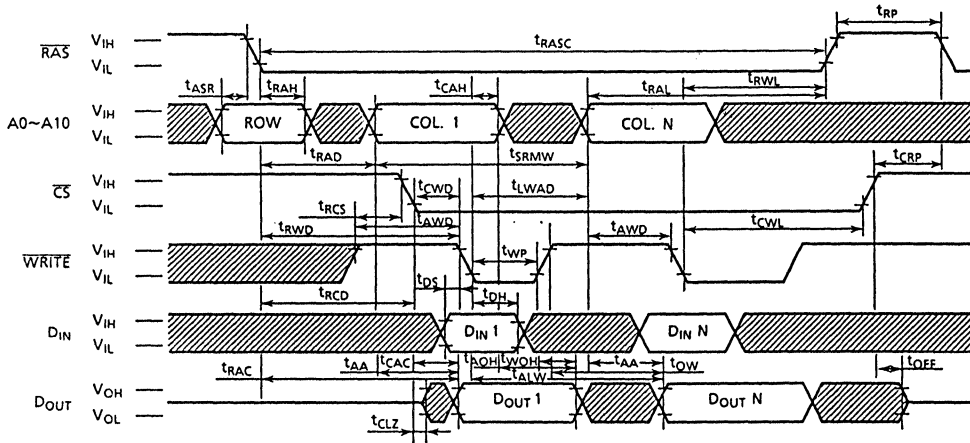 tRP
RAS
VIH
VIL
tRASC
tASR
tRAH
tCAH
tRAL
tRWL
A0~A10
VIH
VIL
ROW
COL. 1
COL. N
tRAD
tSRMW
tCRP
CS
VIH
VIL
tCWD
tLWAD
tRCS
tAWD
tRWD
tAWD
tCWL
WRITE
VIH
VIL
tWP
tDS
tRCD
tDH
DIN
VIH
VIL
DIN 1
DIN N
tRAC
tAA
tCAC
tAOH
tWOH
tALW
tAA
tOW
tOFF
DOUT
VOH
VOL
DOUT 1
DOUT N
tCLZ